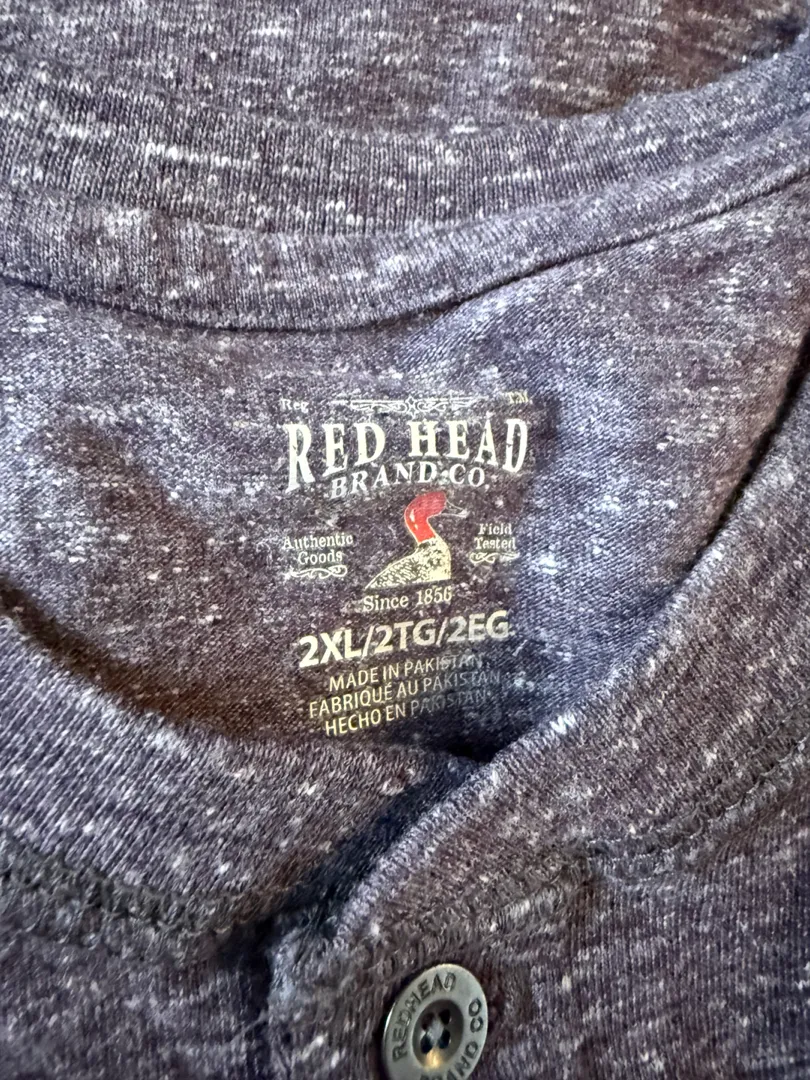 Reg T.M.
RED HEAD
BRAND CO.
Authentic Goods
Field Tested
Since 1856
2XL/2TG/2EG
MADE IN PAKISTAN
FABRIQUÉ AU PAKISTAN
HECHO EN PAKISTAN
REDHEAD
CO